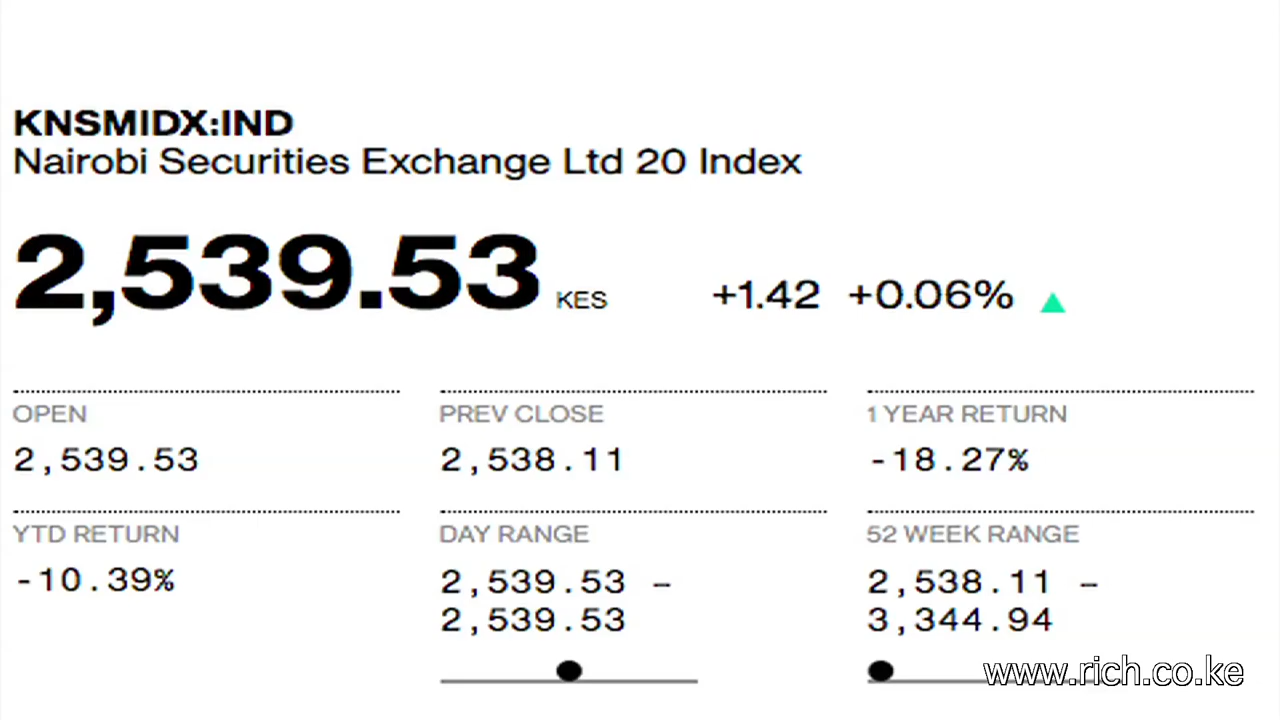 KNSMIDX:IND
Nairobi Securities Exchange Ltd 20 Index
2,539.53 KES +1.42 +0.06%
OPEN
2,539.53
PREV CLOSE
2,538.11
1 YEAR RETURN
-18.27%
YTD RETURN
-10.39%
DAY RANGE
2,539.53 –
2,539.53
52 WEEK RANGE
2,538.11 –
3,344.94
www.rich.co.ke